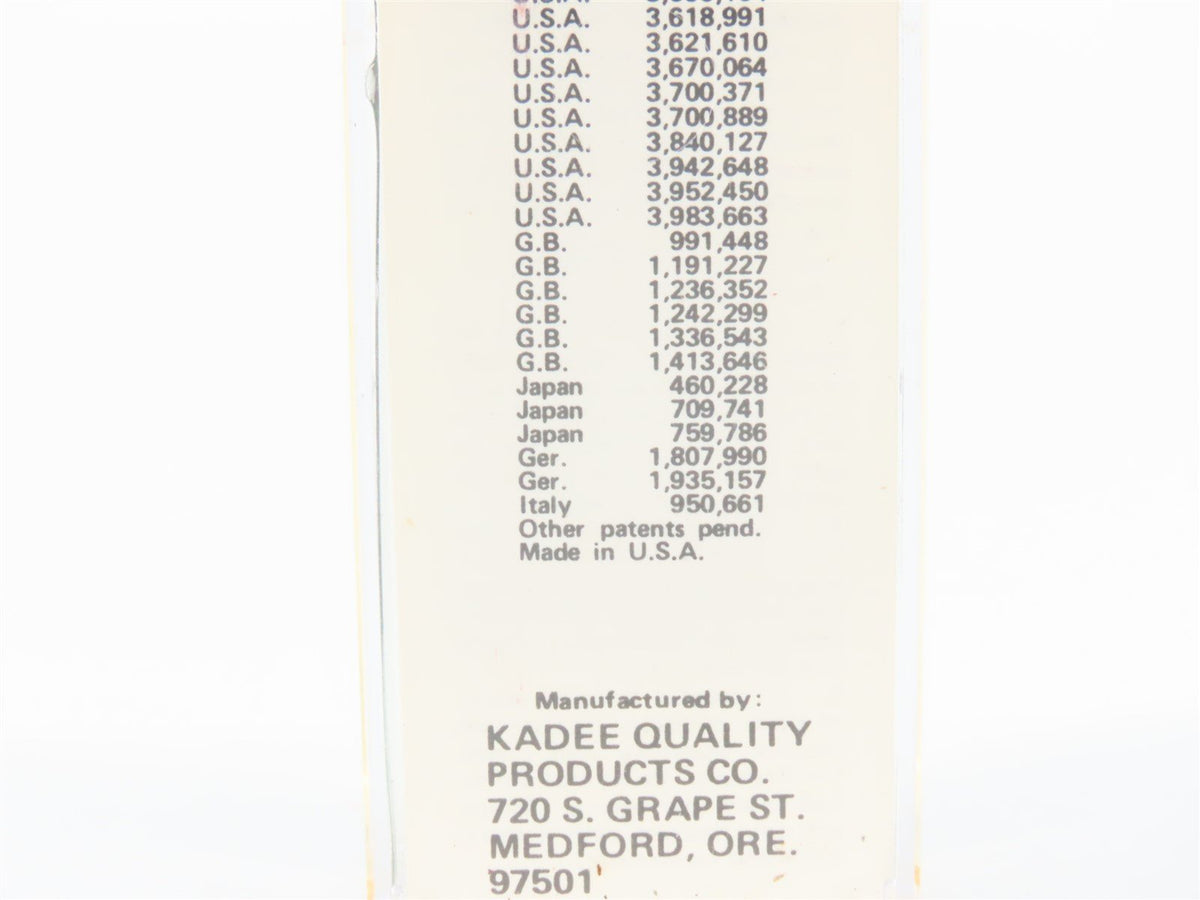 U.S.A. 3,618,991
U.S.A. 3,621,610
U.S.A. 3,670,064
U.S.A. 3,700,371
U.S.A. 3,700,889
U.S.A. 3,840,127
U.S.A. 3,942,648
U.S.A. 3,952,450
U.S.A. 3,983,663
G.B. 991,448
G.B. 1,191,227
G.B. 1,236,352
G.B. 1,242,299
G.B. 1,336,543
G.B. 1,413,646
Japan 460,228
Japan 709,741
Japan 759,786
Ger. 1,807,990
Ger. 1,935,157
Italy 950,661
Other patents pend.
Made in U.S.A.
Manufactured by:
KADEE QUALITY
PRODUCTS CO.
720 S. GRAPE ST.
MEDFORD, ORE.
97501